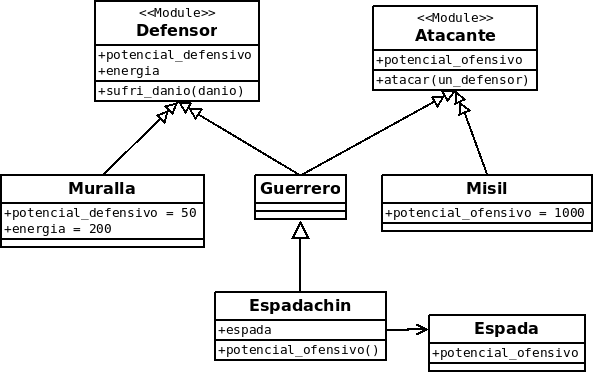 <<Module>>
Defensor
+potencial_defensivo
+energia
+sufri_danio(danio)
<<Module>>
Atacante
+potencial_ofensivo
+atacar(un_defensor)
Muralla
+potencial_defensivo = 50
+energia = 200
Guerrero
Misil
+potencial_ofensivo = 1000
Espadachin
+espada
+potencial_ofensivo()
Espada
+potencial_ofensivo